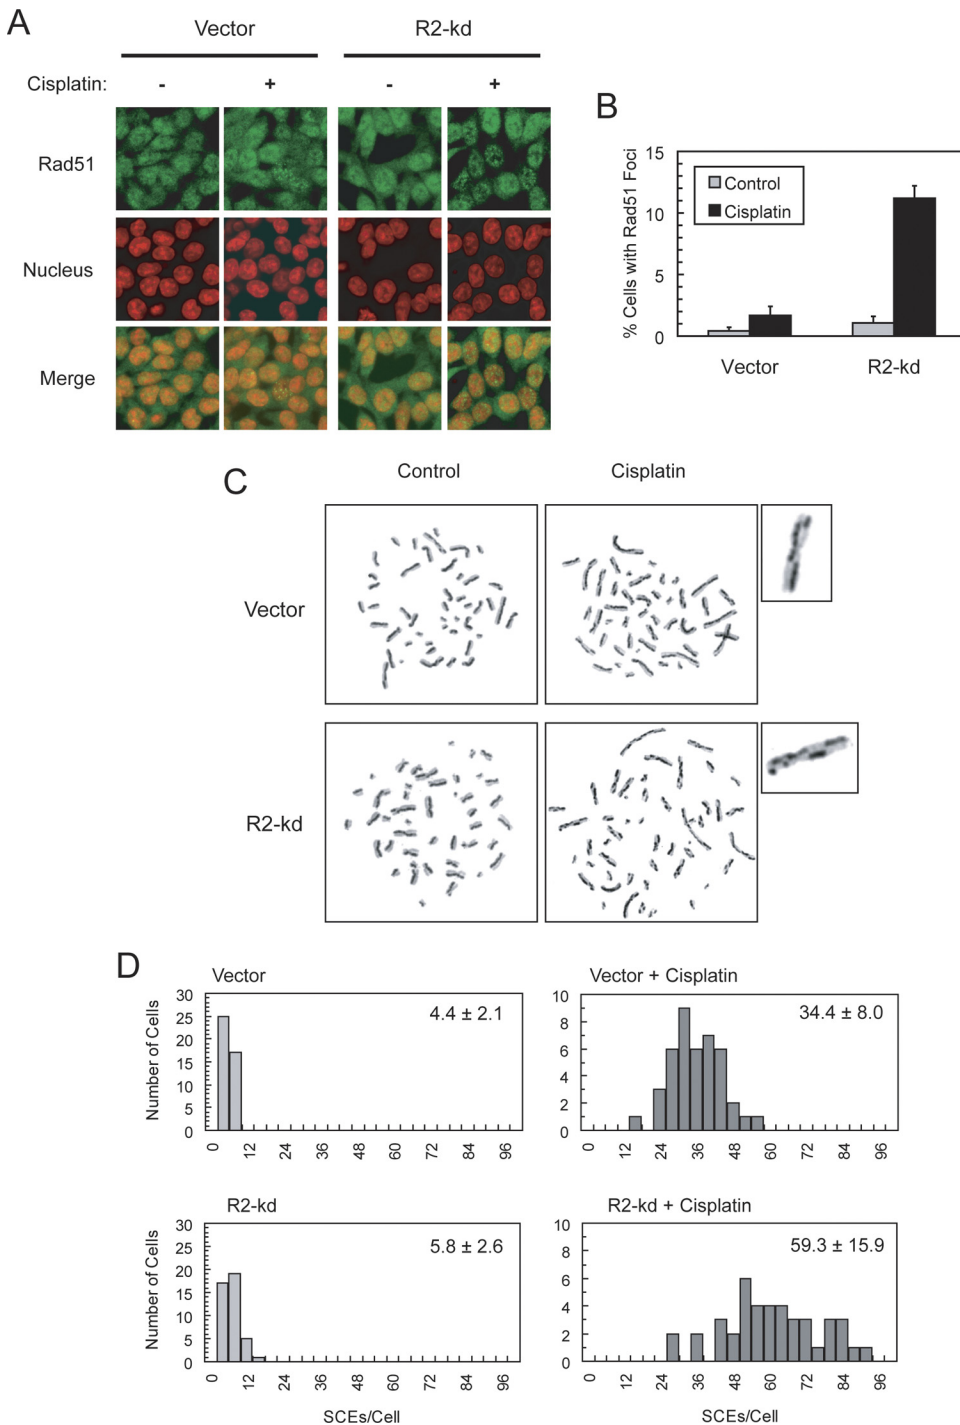 A
Vector R2-kd
Cisplatin: - + - +
Rad51
Nucleus
Merge
B
% Cells with Rad51 Foci
15
10
5
0
Control
Cisplatin
Vector R2-kd
C
Control Cisplatin
Vector
R2-kd
D
Vector
Number of Cells
30
25
20
15
10
5
0
4.4 ± 2.1
0 12 24 36 48 60 72 84 96
Vector + Cisplatin
10
8
6
4
2
0
34.4 ± 8.0
0 12 24 36 48 60 72 84 96
R2-kd
Number of Cells
30
25
20
15
10
5
0
5.8 ± 2.6
0 12 24 36 48 60 72 84 96
SCEs/Cell
R2-kd + Cisplatin
10
8
6
4
2
0
59.3 ± 15.9
0 12 24 36 48 60 72 84 96
SCEs/Cell